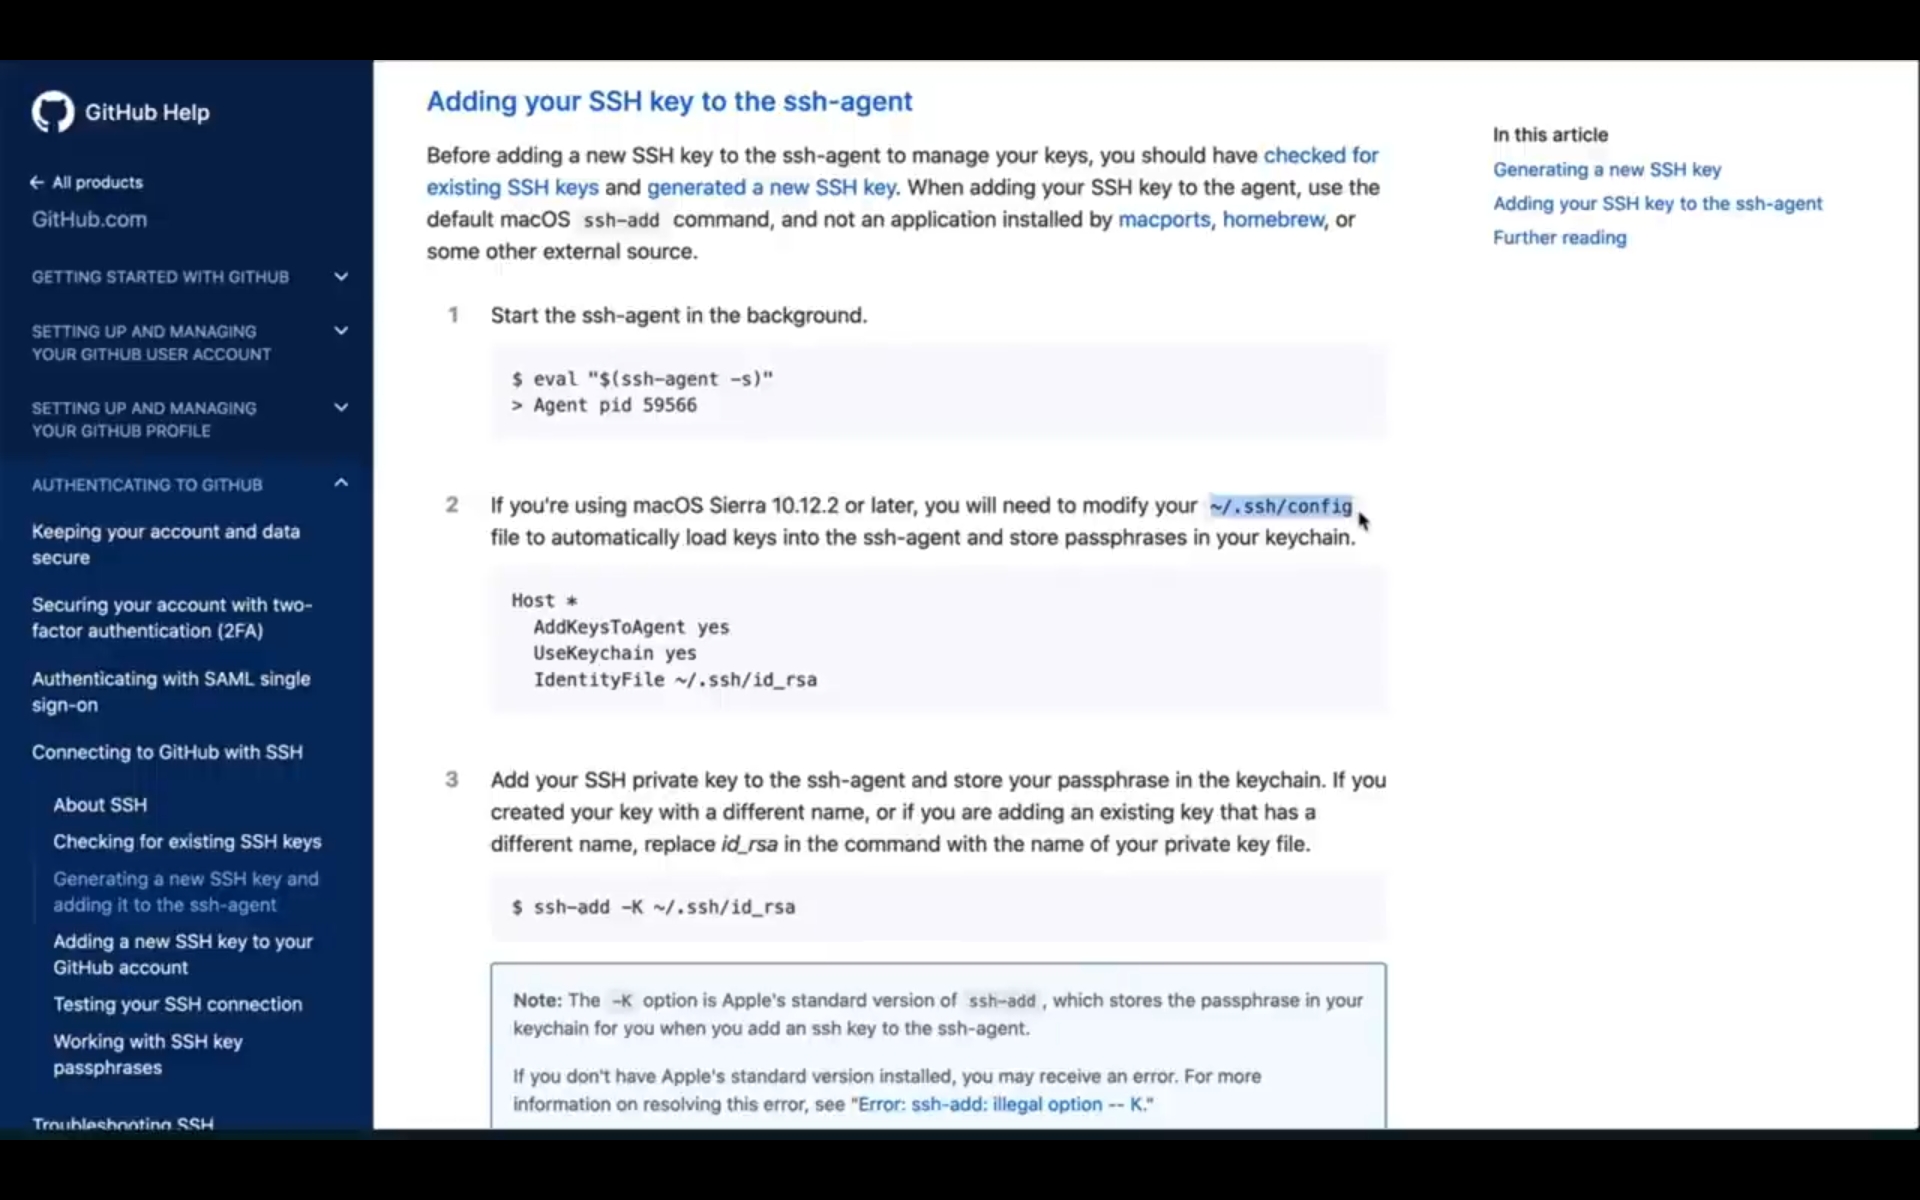 GitHub Help
← All products
GitHub.com
GETTING STARTED WITH GITHUB
SETTING UP AND MANAGING
YOUR GITHUB USER ACCOUNT
SETTING UP AND MANAGING
YOUR GITHUB PROFILE
AUTHENTICATING TO GITHUB
Keeping your account and data
secure
Securing your account with two-
factor authentication (2FA)
Authenticating with SAML single
sign-on
Connecting to GitHub with SSH
About SSH
Checking for existing SSH keys
Generating a new SSH key and
adding it to the ssh-agent
Adding a new SSH key to your
GitHub account
Testing your SSH connection
Working with SSH key
passphrases
Troubleshooting SSH
Adding your SSH key to the ssh-agent
Before adding a new SSH key to the ssh-agent to manage your keys, you should have checked for
existing SSH keys and generated a new SSH key. When adding your SSH key to the agent, use the
default macOS ssh-add command, and not an application installed by macports, homebrew, or
some other external source.
1 Start the ssh-agent in the background.
$ eval "$(ssh-agent -s)"
> Agent pid 59566
2 If you're using macOS Sierra 10.12.2 or later, you will need to modify your ~/.ssh/config
file to automatically load keys into the ssh-agent and store passphrases in your keychain.
Host *
AddKeysToAgent yes
UseKeychain yes
IdentityFile ~/.ssh/id_rsa
3 Add your SSH private key to the ssh-agent and store your passphrase in the keychain. If you
created your key with a different name, or if you are adding an existing key that has a
different name, replace id_rsa in the command with the name of your private key file.
$ ssh-add -K ~/.ssh/id_rsa
Note: The -K option is Apple's standard version of ssh-add, which stores the passphrase in your
keychain for you when you add an ssh key to the ssh-agent.
If you don't have Apple's standard version installed, you may receive an error. For more
information on resolving this error, see "Error: ssh-add: illegal option -- K."
In this article
Generating a new SSH key
Adding your SSH key to the ssh-agent
Further reading